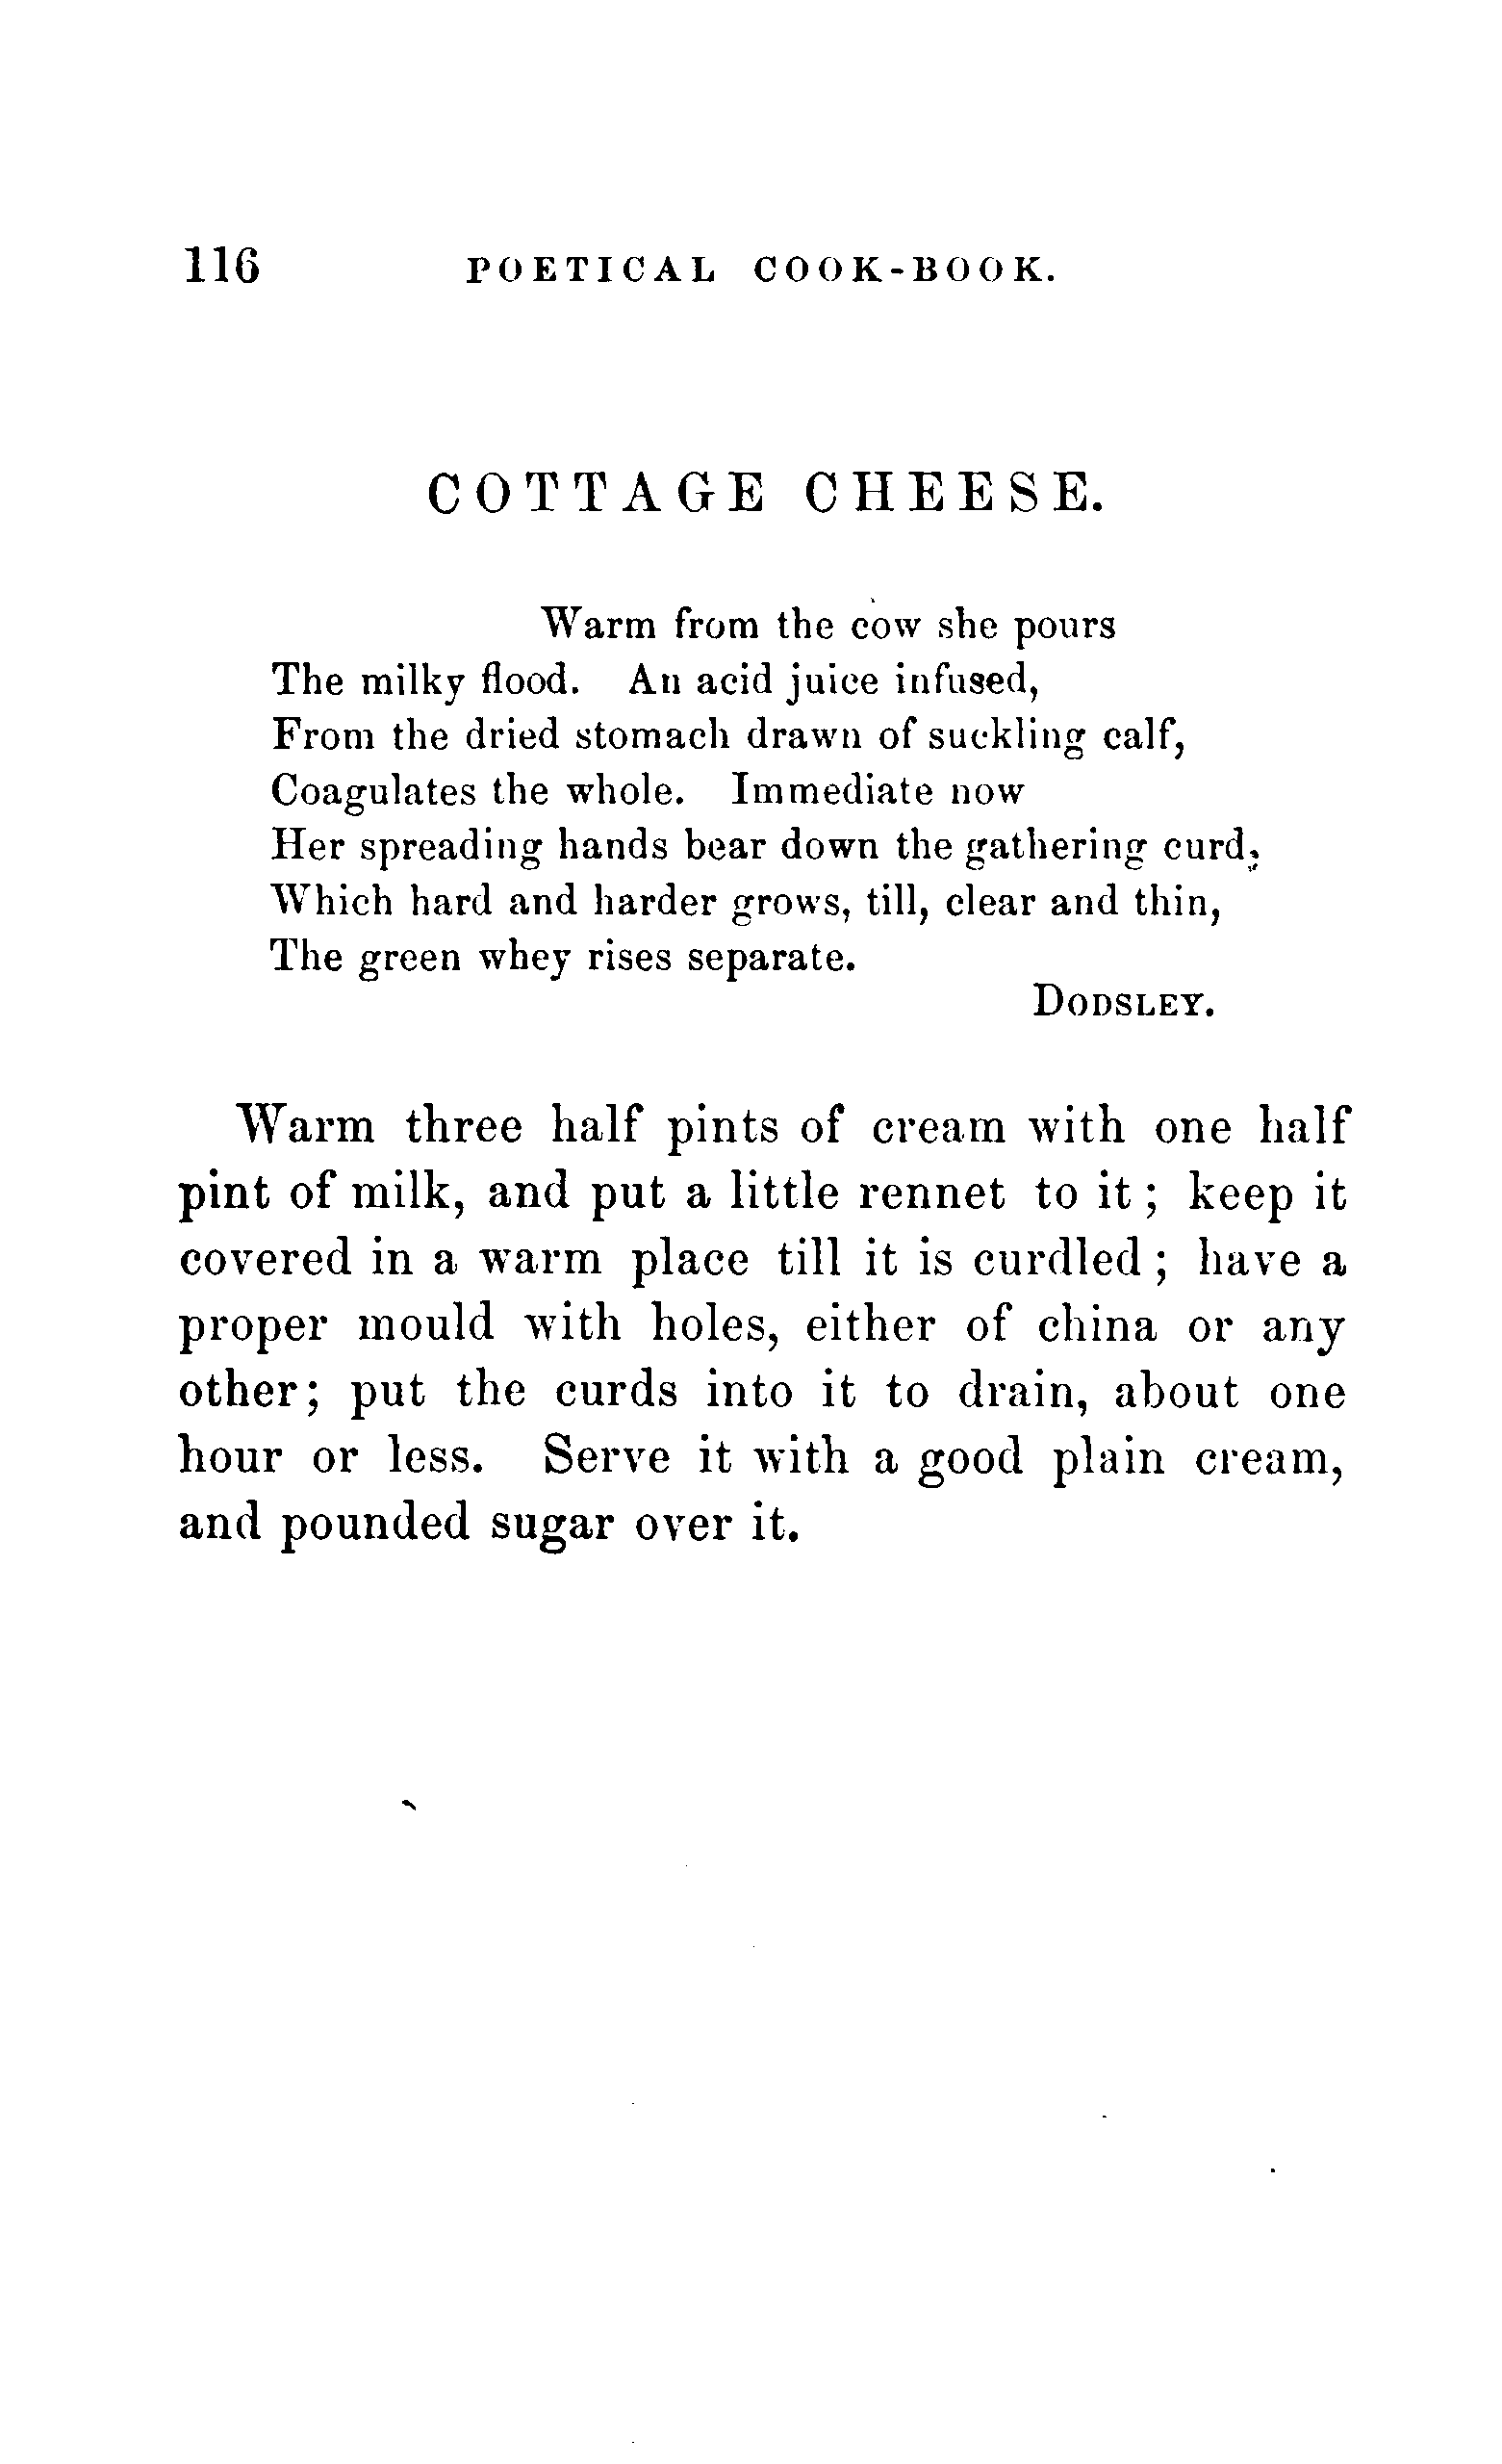 116 POETICAL COOK-BOOK.
COTTAGE CHEESE.
Warm from the cow she pours
The milky flood. An acid juice infused,
From the dried stomach drawn of suckling calf,
Coagulates the whole. Immediate now
Her spreading hands bear down the gathering curd,
Which hard and harder grows, till, clear and thin,
The green whey rises separate.
DODSLEY.
Warm three half pints of cream with one half
pint of milk, and put a little rennet to it; keep it
covered in a warm place till it is curdled; have a
proper mould with holes, either of china or any
other; put the curds into it to drain, about one
hour or less. Serve it with a good plain cream,
and pounded sugar over it.